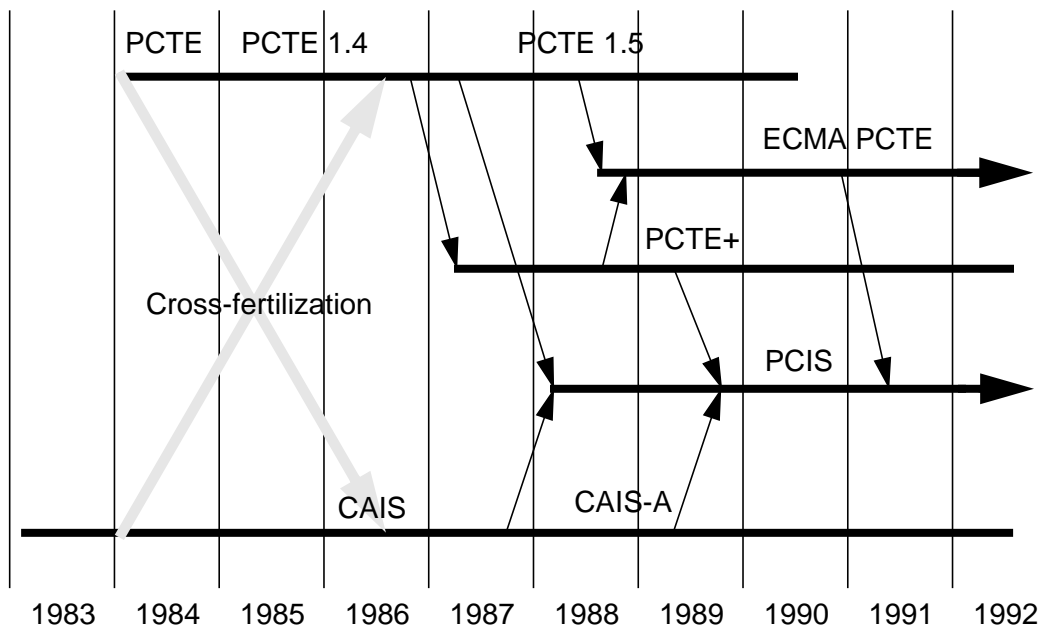 PCTE PCTE 1.4 PCTE 1.5
ECMA PCTE
PCTE+
Cross-fertilization
PCIS
CAIS CAIS-A
1983 1984 1985 1986 1987 1988 1989 1990 1991 1992